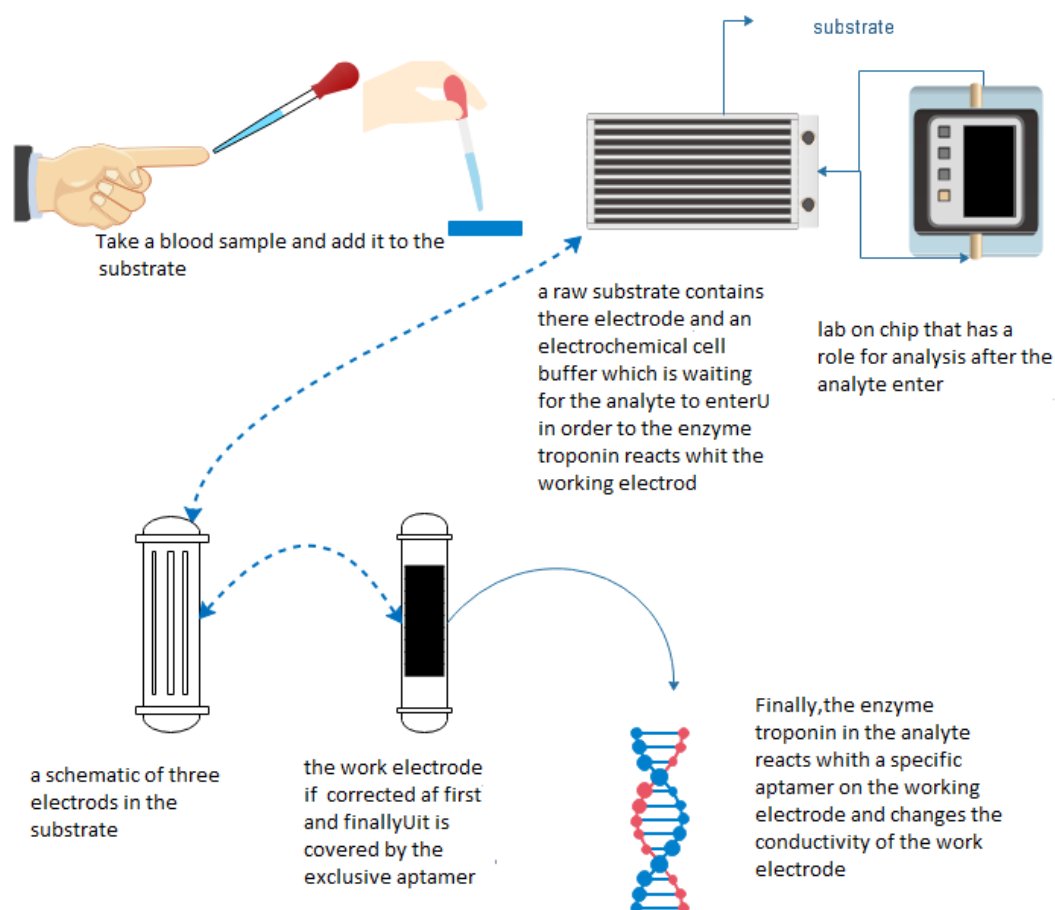 substrate
Take a blood sample and add it to the
substrate
a raw substrate contains
there electrode and an
electrochemical cell
buffer which is waiting
for the analyte to enterU
in order to the enzyme
troponin reacts whit the
working electrod
lab on chip that has a
role for analysis after the
analyte enter
a schematic of three
electrods in the
substrate
the work electrode
if corrected af first
and finallyUit is
covered by the
exclusive aptamer
Finally,the enzyme
troponin in the analyte
reacts whith a specific
aptamer on the working
electrode and changes the
conductivity of the work
electrode